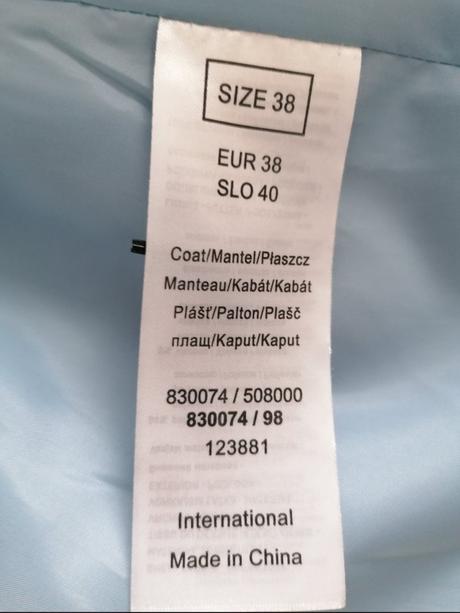 SIZE 38
EUR 38
SLO 40
Coat/Mantel/Płaszcz
Manteau/Kabát/Kabát
Plášť/Palton/Plašč
плащ/Kaput/Kaput
830074 / 508000
830074 / 98
123881
International
Made in China